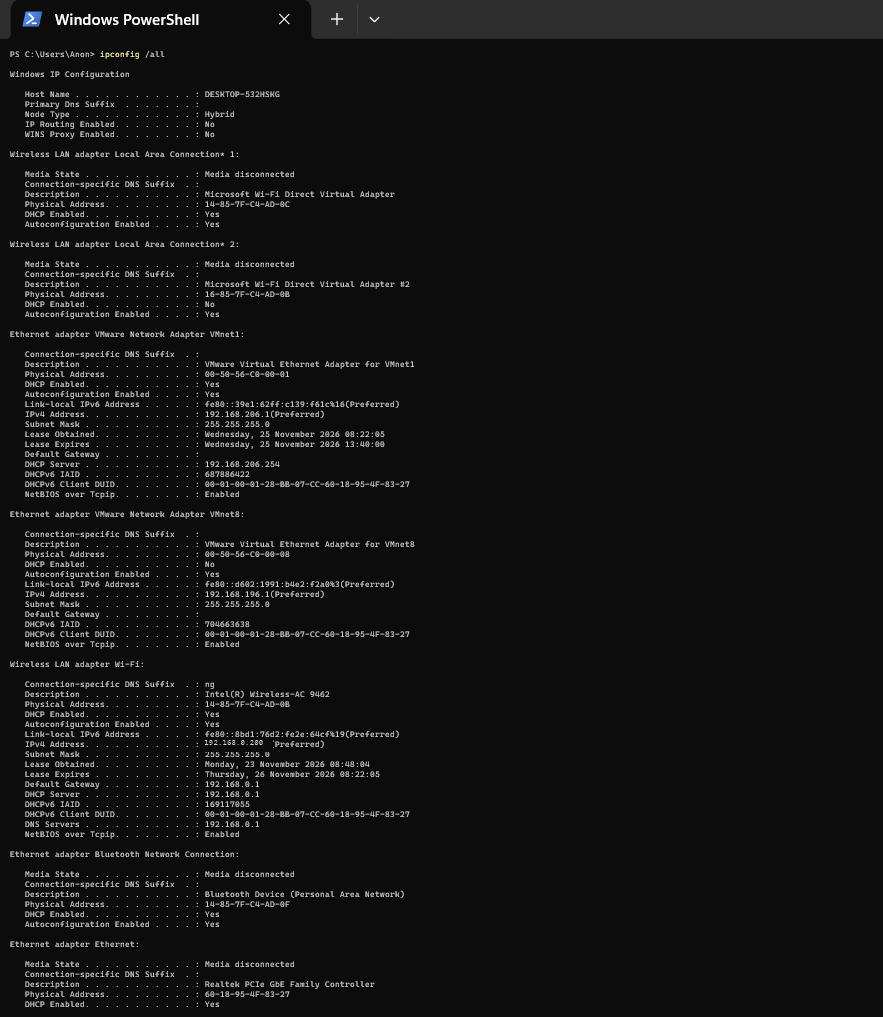 Windows PowerShell
PS C:\Users\Anon> ipconfig /all
Windows IP Configuration
   Host Name . . . . . . . . . . . . : DESKTOP-532HSKG
   Primary Dns Suffix  . . . . . . . :
   Node Type . . . . . . . . . . . . : Hybrid
   IP Routing Enabled. . . . . . . . : No
   WINS Proxy Enabled. . . . . . . . : No
Wireless LAN adapter Local Area Connection* 1:
   Media State . . . . . . . . . . . : Media disconnected
   Connection-specific DNS Suffix  . :
   Description . . . . . . . . . . . : Microsoft Wi-Fi Direct Virtual Adapter
   Physical Address. . . . . . . . . : 14-85-7F-C4-AD-0C
   DHCP Enabled. . . . . . . . . . . : Yes
   Autoconfiguration Enabled . . . . : Yes
Wireless LAN adapter Local Area Connection* 2:
   Media State . . . . . . . . . . . : Media disconnected
   Connection-specific DNS Suffix  . :
   Description . . . . . . . . . . . : Microsoft Wi-Fi Direct Virtual Adapter #2
   Physical Address. . . . . . . . . : 16-85-7F-C4-AD-0B
   DHCP Enabled. . . . . . . . . . . : No
   Autoconfiguration Enabled . . . . : Yes
Ethernet adapter VMware Network Adapter VMnet1:
   Connection-specific DNS Suffix  . :
   Description . . . . . . . . . . . : VMware Virtual Ethernet Adapter for VMnet1
   Physical Address. . . . . . . . . : 00-50-56-C0-00-01
   DHCP Enabled. . . . . . . . . . . : Yes
   Autoconfiguration Enabled . . . . : Yes
   Link-local IPv6 Address . . . . . : fe80::39e1:62ff:c139:f61c%16(Preferred)
   IPv4 Address. . . . . . . . . . . : 192.168.206.1(Preferred)
   Subnet Mask . . . . . . . . . . . : 255.255.255.0
   Lease Obtained. . . . . . . . . . : Wednesday, 25 November 2026 08:22:05
   Lease Expires . . . . . . . . . . : Wednesday, 25 November 2026 13:40:00
   Default Gateway . . . . . . . . . :
   DHCP Server . . . . . . . . . . . : 192.168.206.254
   DHCPv6 IAID . . . . . . . . . . . : 687886422
   DHCPv6 Client DUID. . . . . . . . : 00-01-00-01-28-BB-07-CC-60-18-95-4F-83-27
   NetBIOS over Tcpip. . . . . . . . : Enabled
Ethernet adapter VMware Network Adapter VMnet8:
   Connection-specific DNS Suffix  . :
   Description . . . . . . . . . . . : VMware Virtual Ethernet Adapter for VMnet8
   Physical Address. . . . . . . . . : 00-50-56-C0-00-08
   DHCP Enabled. . . . . . . . . . . : No
   Autoconfiguration Enabled . . . . : Yes
   Link-local IPv6 Address . . . . . : fe80::d602:1991:b4e2:f2a0%3(Preferred)
   IPv4 Address. . . . . . . . . . . : 192.168.196.1(Preferred)
   Subnet Mask . . . . . . . . . . . : 255.255.255.0
   Default Gateway . . . . . . . . . :
   DHCPv6 IAID . . . . . . . . . . . : 704663638
   DHCPv6 Client DUID. . . . . . . . : 00-01-00-01-28-BB-07-CC-60-18-95-4F-83-27
   NetBIOS over Tcpip. . . . . . . . : Enabled
Wireless LAN adapter Wi-Fi:
   Connection-specific DNS Suffix  . : ng
   Description . . . . . . . . . . . : Intel(R) Wireless-AC 9462
   Physical Address. . . . . . . . . : 14-85-7F-C4-AD-0B
   DHCP Enabled. . . . . . . . . . . : Yes
   Autoconfiguration Enabled . . . . : Yes
   Link-local IPv6 Address . . . . . : fe80::8bd1:76d2:fe2e:64cf%19(Preferred)
   IPv4 Address. . . . . . . . . . . : 192.168.0.200 (Preferred)
   Subnet Mask . . . . . . . . . . . : 255.255.255.0
   Lease Obtained. . . . . . . . . . : Monday, 23 November 2026 08:48:04
   Lease Expires . . . . . . . . . . : Thursday, 26 November 2026 08:22:05
   Default Gateway . . . . . . . . . : 192.168.0.1
   DHCP Server . . . . . . . . . . . : 192.168.0.1
   DHCPv6 IAID . . . . . . . . . . . : 169117055
   DHCPv6 Client DUID. . . . . . . . : 00-01-00-01-28-BB-07-CC-60-18-95-4F-83-27
   DNS Servers . . . . . . . . . . . : 192.168.0.1
   NetBIOS over Tcpip. . . . . . . . : Enabled
Ethernet adapter Bluetooth Network Connection:
   Media State . . . . . . . . . . . : Media disconnected
   Connection-specific DNS Suffix  . :
   Description . . . . . . . . . . . : Bluetooth Device (Personal Area Network)
   Physical Address. . . . . . . . . : 14-85-7F-C4-AD-0F
   DHCP Enabled. . . . . . . . . . . : Yes
   Autoconfiguration Enabled . . . . : Yes
Ethernet adapter Ethernet:
   Media State . . . . . . . . . . . : Media disconnected
   Connection-specific DNS Suffix  . :
   Description . . . . . . . . . . . : Realtek PCIe GbE Family Controller
   Physical Address. . . . . . . . . : 60-18-95-4F-83-27
   DHCP Enabled. . . . . . . . . . . : Yes